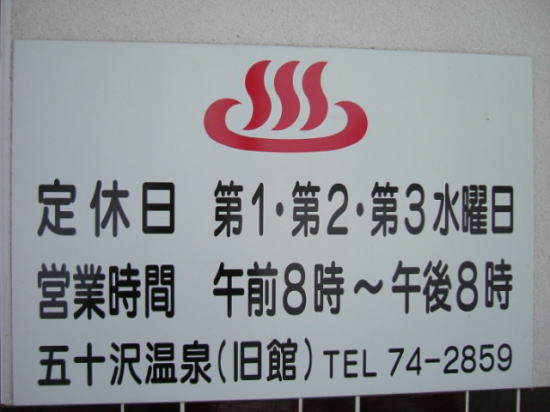 定休日 第1・第2・第3水曜日
営業時間 午前8時～午後8時
五十沢温泉(旧館) TEL 74-2859